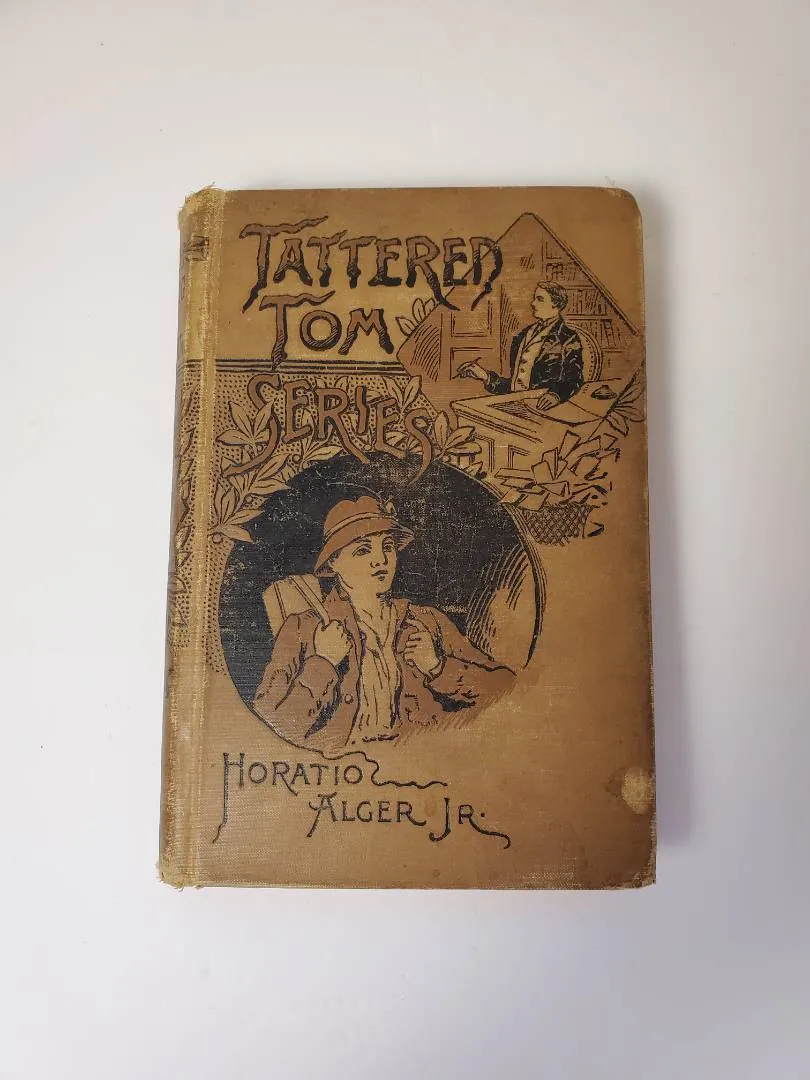 TATTERED
TOM
SERIES
HORATIO
ALGER JR.